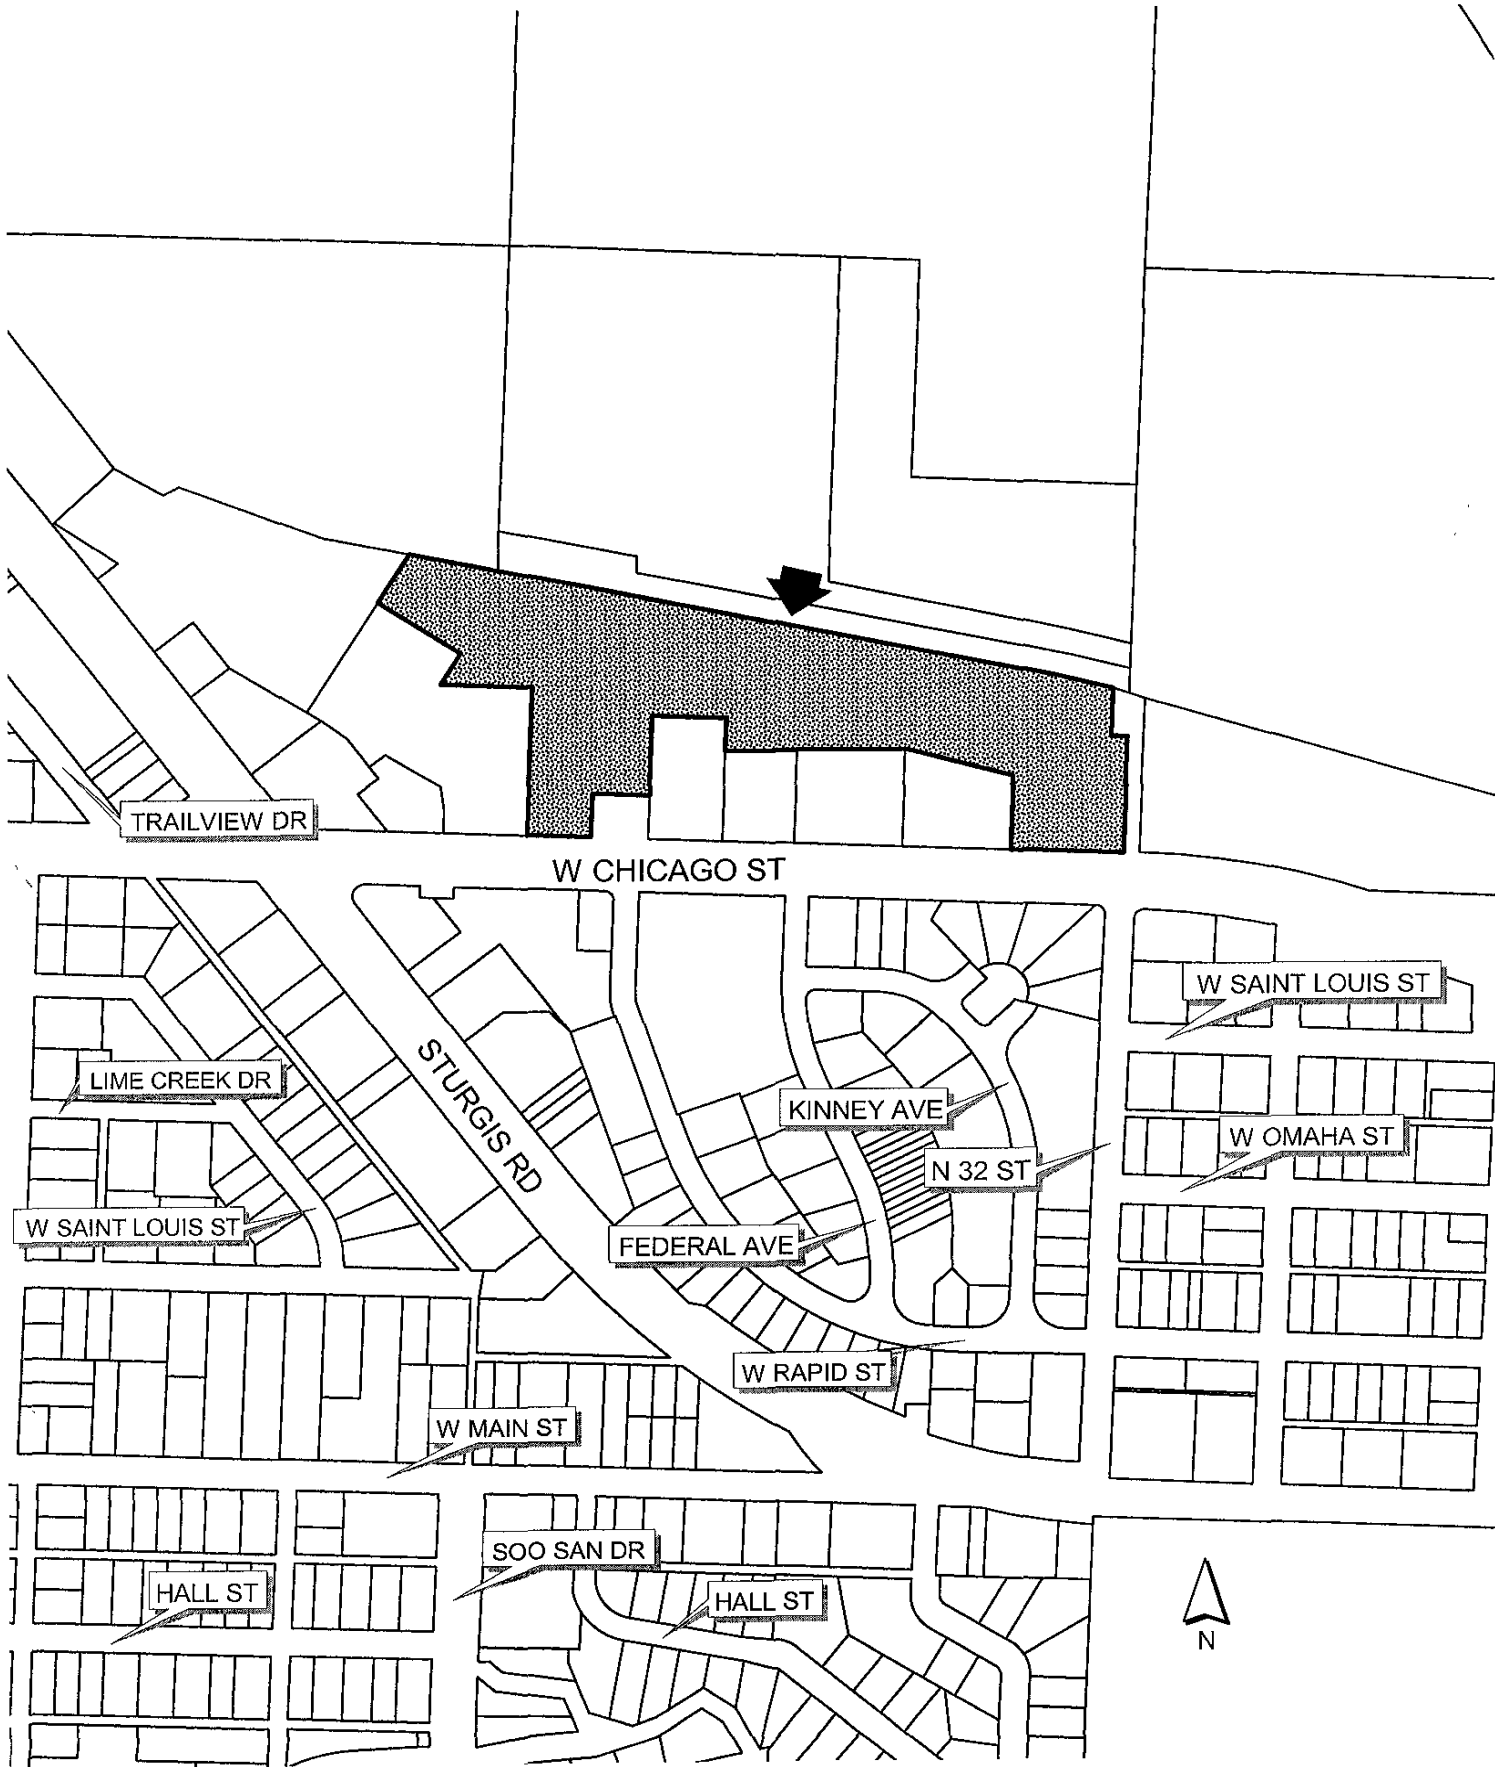 TRAILVIEW DR
W CHICAGO ST
W SAINT LOUIS ST
STURGIS RD
LIME CREEK DR
KINNEY AVE
W OMAHA ST
N 32 ST
W SAINT LOUIS ST
FEDERAL AVE
W RAPID ST
W MAIN ST
SOO SAN DR
HALL ST
HALL ST
N